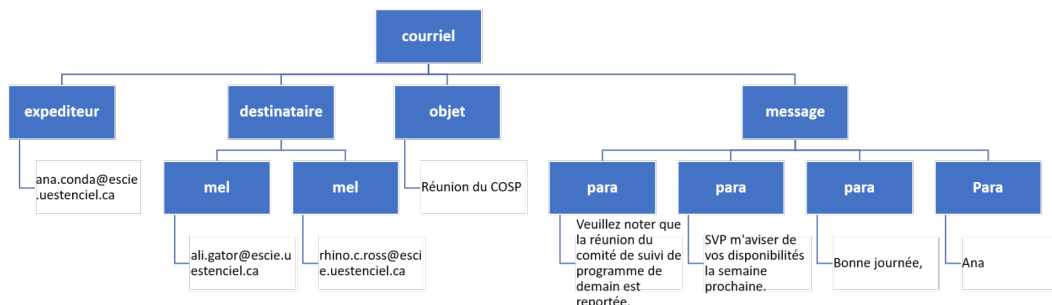 courriel
expediteur
destinataire
objet
message
ana.conda@escie
.uestenciel.ca
mel
mel
Réunion du COSP
para
para
para
Para
ali.gator@escie.u
estenciel.ca
rhino.c.ross@esci
e.uestenciel.ca
Veuillez noter que
la réunion du
comité de suivi de
programme de
demain est
reportée.
SVP m'aviser de
vos disponibilités
la semaine
prochaine.
Bonne journée,
Ana